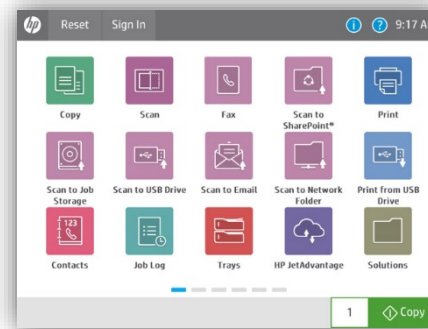 hp Reset Sign In i ? 9:17 A
Copy Scan Fax Scan to SharePoint® Print
Scan to Job Storage Scan to USB Drive Scan to Email Scan to Network Folder Print from USB Drive
123
Contacts Job Log Trays HP JetAdvantage Solutions
1 Copy